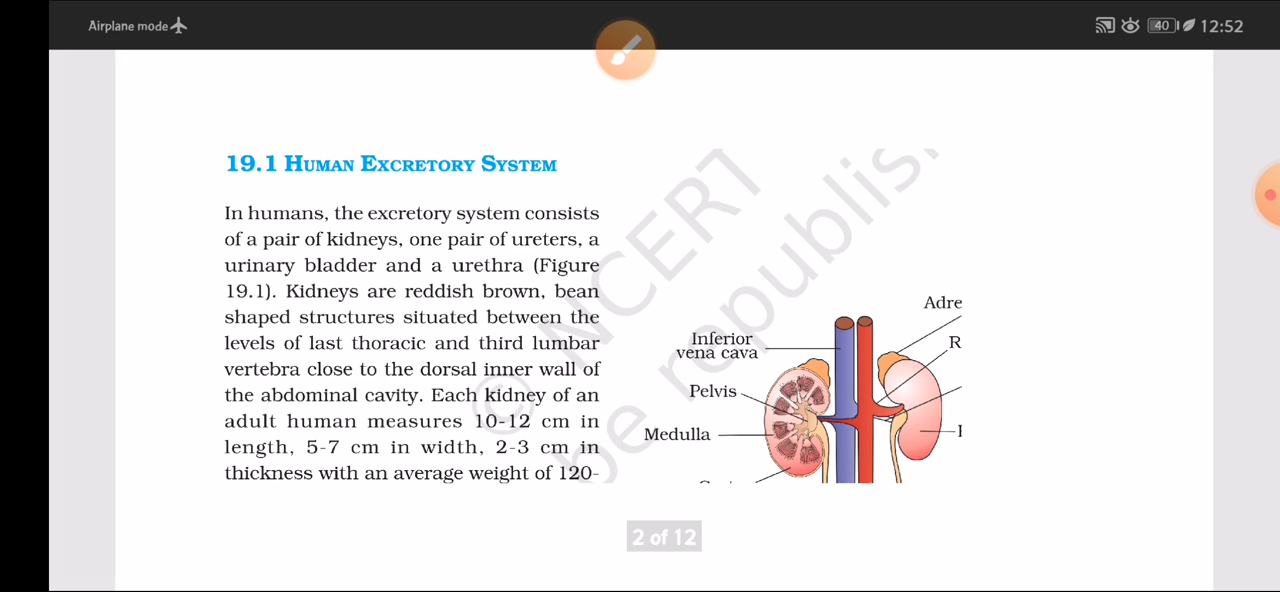 Airplane mode
40 12:52
19.1 HUMAN EXCRETORY SYSTEM
In humans, the excretory system consists
of a pair of kidneys, one pair of ureters, a
urinary bladder and a urethra (Figure
19.1). Kidneys are reddish brown, bean
shaped structures situated between the
levels of last thoracic and third lumbar
vertebra close to the dorsal inner wall of
the abdominal cavity. Each kidney of an
adult human measures 10-12 cm in
length, 5-7 cm in width, 2-3 cm in
thickness with an average weight of 120-
Adre
Inferior
vena cava
R
Pelvis
Medulla
© NCERT
be republis
2 of 12